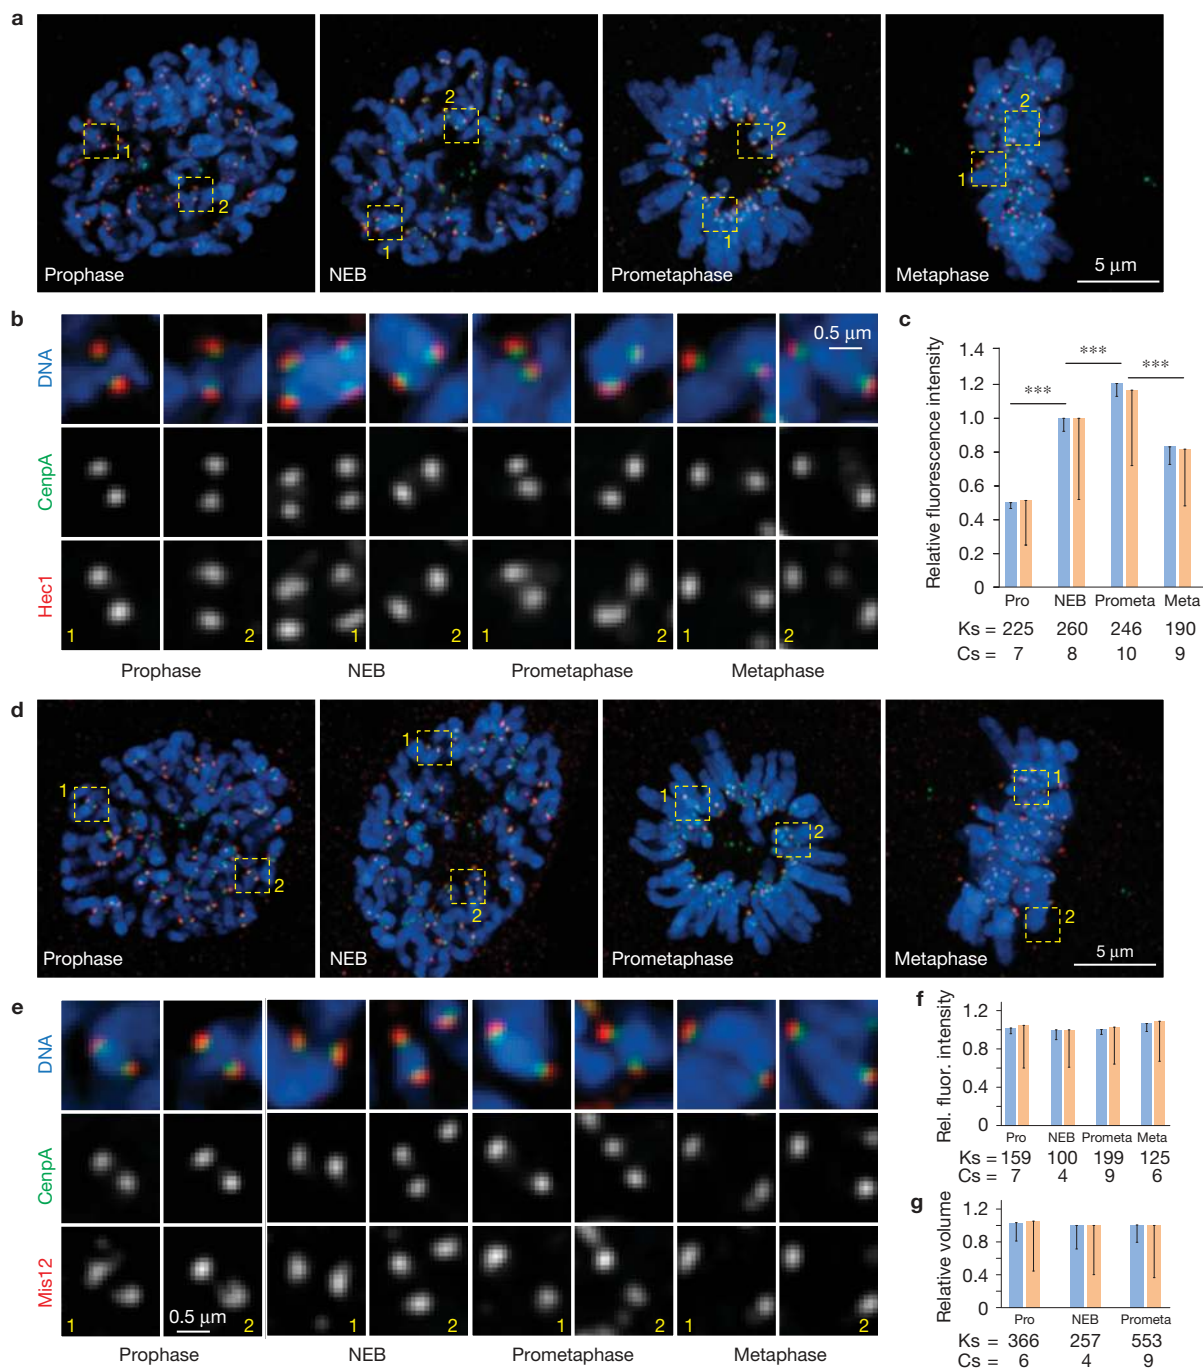 a
1
2
Prophase
2
1
NEB
2
1
Prometaphase
2
1
Metaphase
5 μm
b
DNA
0.5 μm
CenpA
Hec1
1
2
1
2
1
2
1
2
Prophase
NEB
Prometaphase
Metaphase
c
Relative fluorescence intensity
1.4
1.2
1.0
0.8
0.6
0.4
0.2
0
***
***
***
Pro NEB Prometa Meta
Ks = 225 260 246 190
Cs = 7 8 10 9
d
1
2
Prophase
1
2
NEB
1
2
Prometaphase
1
2
Metaphase
5 μm
e
DNA
CenpA
Mis12
0.5 μm
1
2
1
2
1
2
1
2
Prophase
NEB
Prometaphase
Metaphase
f
Rel. fluor. intensity
1.2
0.8
0.4
0
Pro NEB Prometa Meta
Ks = 159 100 199 125
Cs = 7 4 9 6
g
Relative volume
1.2
0.8
0.4
0
Pro NEB Prometa
Ks = 366 257 553
Cs = 6 4 9